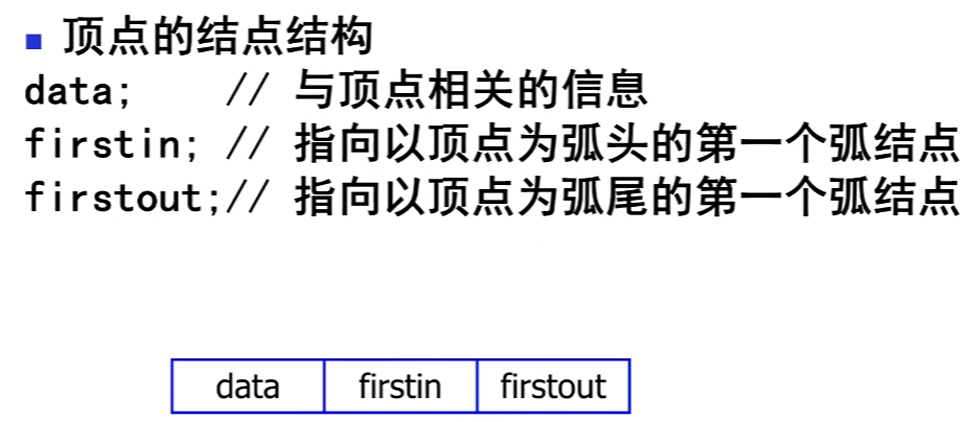 顶点的结点结构
data; // 与顶点相关的信息
firstin; // 指向以顶点为弧头的第一个弧结点
firstout;// 指向以顶点为弧尾的第一个弧结点
data firstin firstout